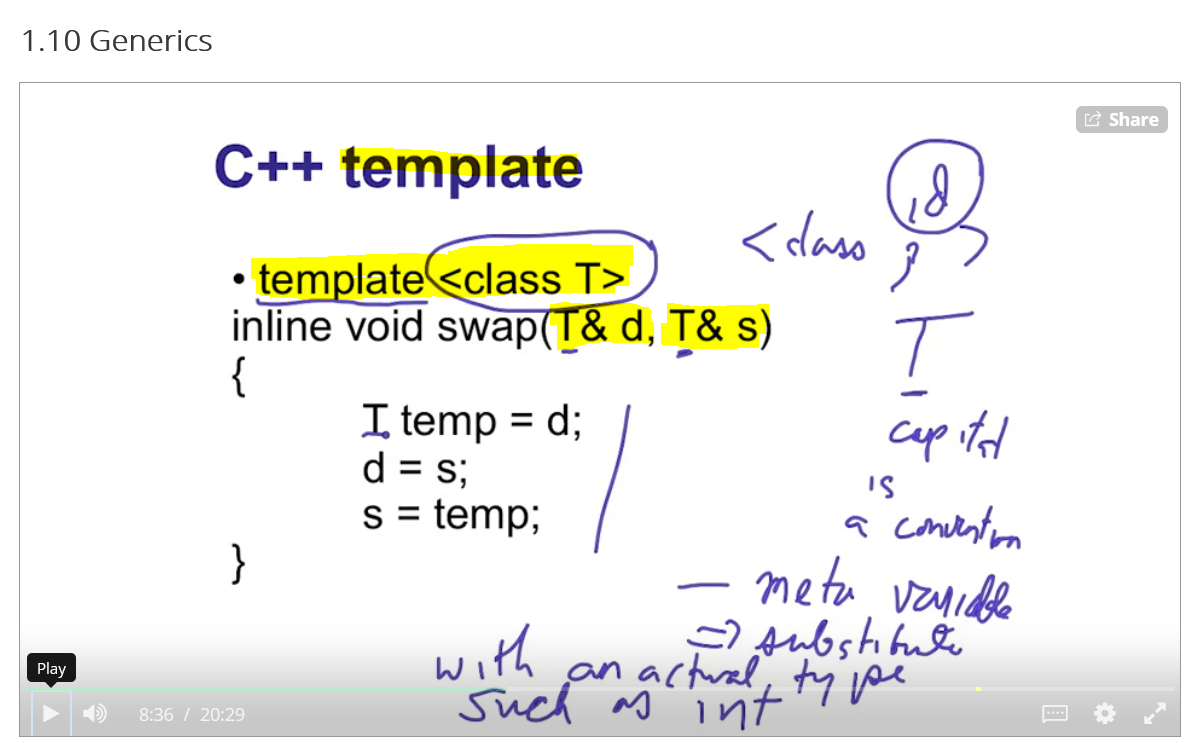 1.10 Generics
Share
C++ template
<class id>
• template <class T>
inline void swap(T& d, T& s)
{
T temp = d;
d = s;
s = temp;
}
T
capital
is
a convention
— meta variable
=> substitute
with an actual type
such as int
Play
8:36 / 20:29